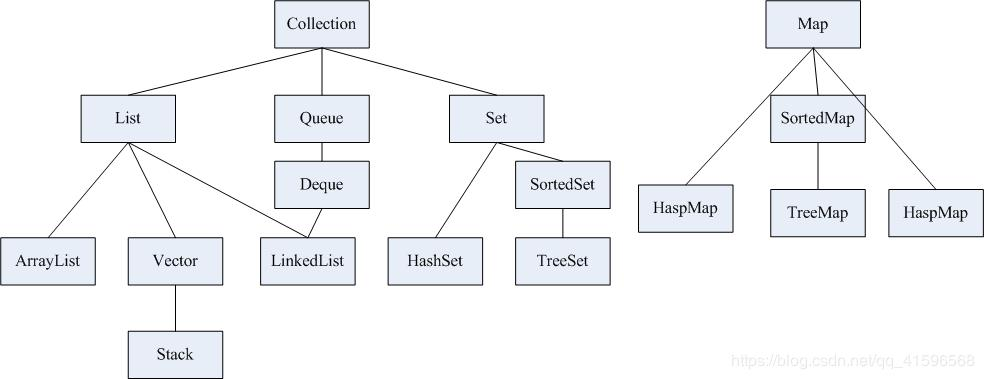 Collection
Map
List
Queue
Set
SortedMap
Deque
SortedSet
HaspMap
TreeMap
HaspMap
ArrayList
Vector
LinkedList
HashSet
TreeSet
Stack
https://blog.csdn.net/qq_41596568